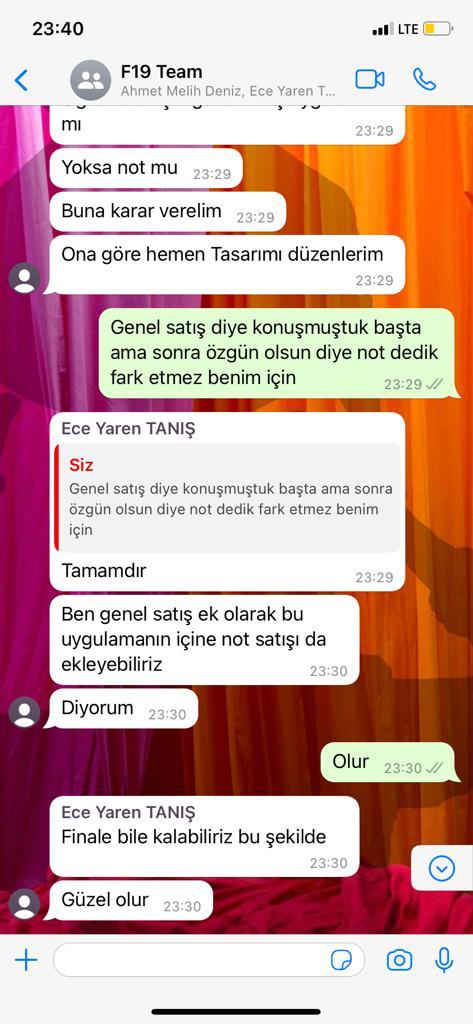 23:40
LTE
F19 Team
Ahmet Melih Deniz, Ece Yaren T...
mı
23:29
Yoksa not mu 23:29
Buna karar verelim 23:29
Ona göre hemen Tasarımı düzenlerim
23:29
Genel satış diye konuşmuştuk başta
ama sonra özgün olsun diye not dedik
fark etmez benim için 23:29
Ece Yaren TANIŞ
Siz
Genel satış diye konuşmuştuk başta ama sonra
özgün olsun diye not dedik fark etmez benim
için
Tamamdır 23:29
Ben genel satış ek olarak bu
uygulamanın içine not satışı da
ekleyebiliriz 23:30
Diyorum 23:30
Olur 23:30
Ece Yaren TANIŞ
Finale bile kalabiliriz bu şekilde
23:30
Güzel olur 23:30